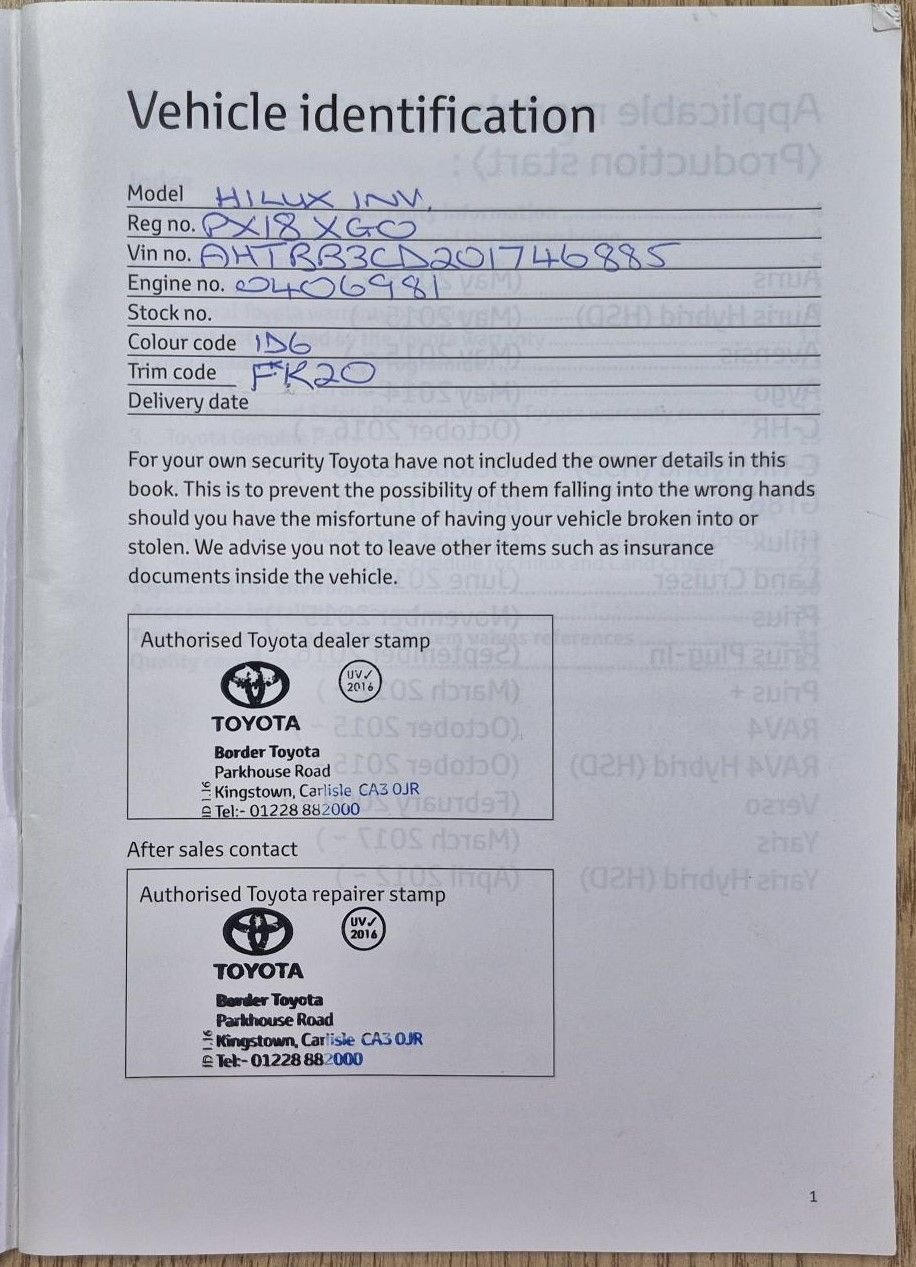 Vehicle identification
Model HILUX INV.
Reg no. PX18 XGO
Vin no. AHTBB3CD201746885
Engine no. 0406981
Stock no.
Colour code 1D6
Trim code FK20
Delivery date
For your own security Toyota have not included the owner details in this
book. This is to prevent the possibility of them falling into the wrong hands
should you have the misfortune of having your vehicle broken into or
stolen. We advise you not to leave other items such as insurance
documents inside the vehicle.
Authorised Toyota dealer stamp
UV✓
2016
TOYOTA
Border Toyota
Parkhouse Road
Kingstown, Carlisle CA3 0JR
Tel:- 01228 882000
ID 1.16
After sales contact
Authorised Toyota repairer stamp
UV✓
2016
TOYOTA
Border Toyota
Parkhouse Road
Kingstown, Carlisle CA3 0JR
Tel:- 01228 882000
ID 1.16
1